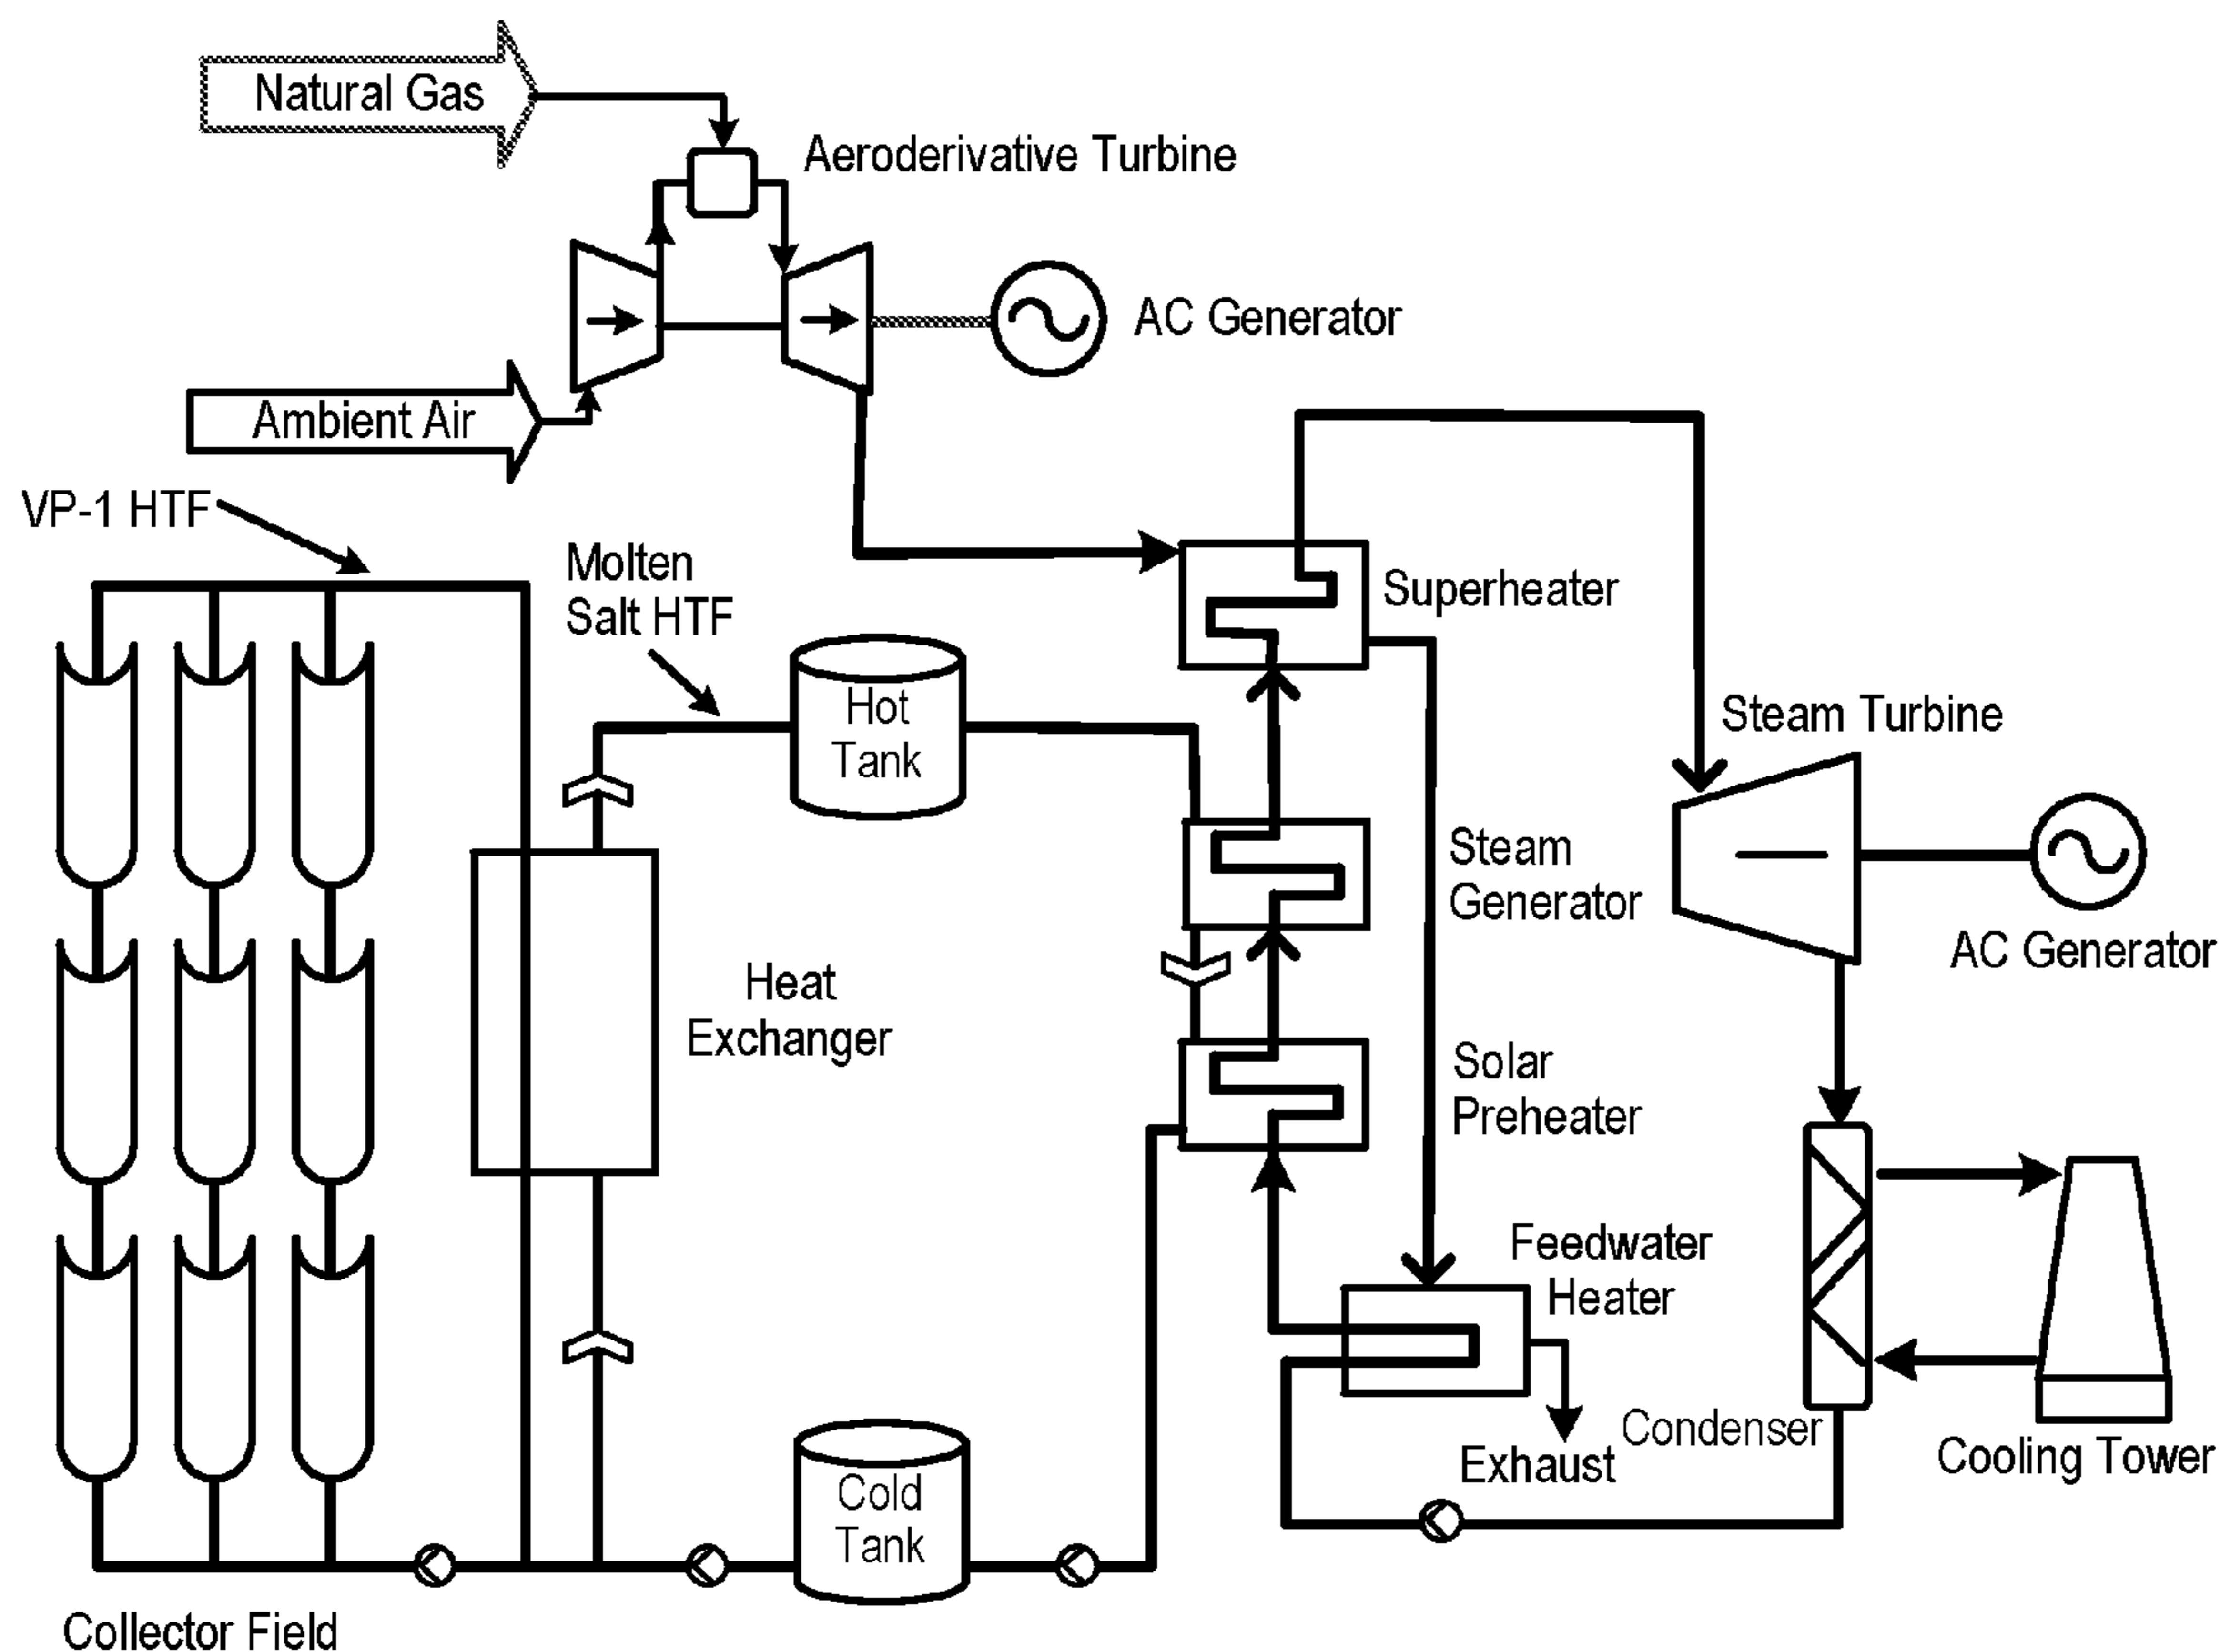 Natural Gas
Aeroderivative Turbine
AC Generator
Ambient Air
VP-1 HTF
Molten
Salt HTF
Superheater
Hot
Tank
Steam Turbine
Steam
Generator
AC Generator
Heat
Exchanger
Solar
Preheater
Feedwater
Heater
Condenser
Exhaust
Cooling Tower
Cold
Tank
Collector Field